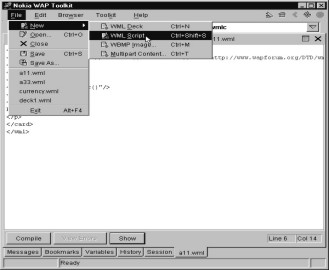 Nokia WAP Toolkit
File Edit Browser Toolkit Help
New
Open... Ctrl+O
Close
Save Ctrl+S
Save As...
a11.wml
a33.wml
currency.wml
deck1.wml
Exit Alt+F4
WML Deck Ctrl+N
WML Script Ctrl+Shift+S
WBMP Image... Ctrl+M
Multipart Content... Ctrl+T
a11.wml
http://www.wapforum.org/DTD/wm
"/>
</p>
</card>
</wml>
Compile Show
Line 6 Col 14
Messages Bookmarks Variables History Session a11.wml
Ready